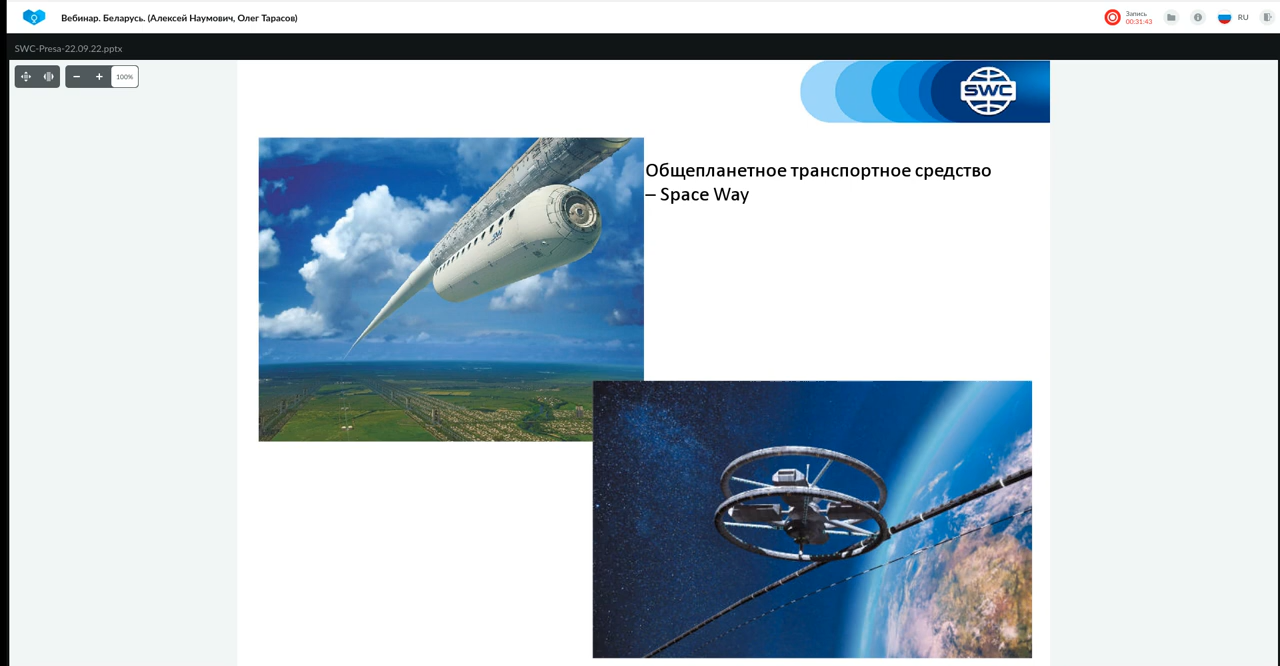 Вебинар. Беларусь. (Алексей Наумович, Олег Тарасов)
Запись
00:31:43
RU
SWC-Presa-22.09.22.pptx
100%
SWC
Общепланетное транспортное средство
– Space Way